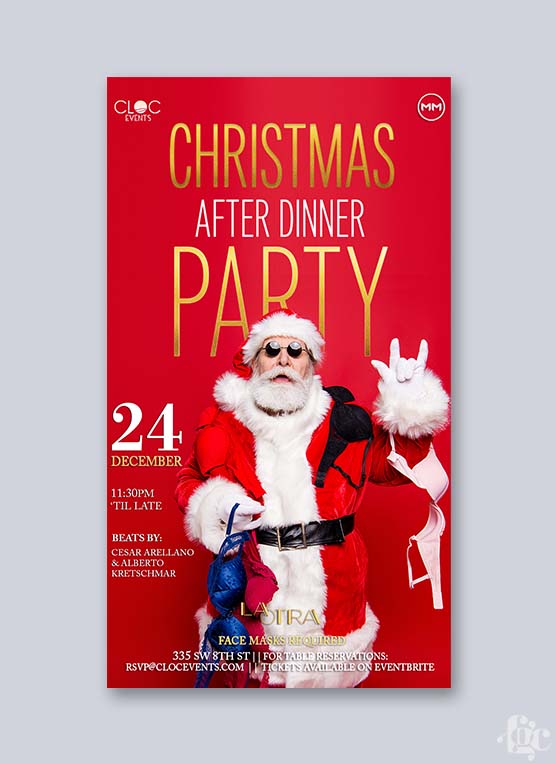 CLOC
EVENTS
MM
CHRISTMAS
AFTER DINNER
PARTY
24
DECEMBER
11:30PM
'TIL LATE
BEATS BY:
CESAR ARELLANO
& ALBERTO
KRETSCHMAR
LA OTRA
FACE MASKS REQUIRED
335 SW 8TH ST || FOR TABLE RESERVATIONS:
RSVP@CLOCEVENTS.COM || TICKETS AVAILABLE ON EVENTBRITE
fgc